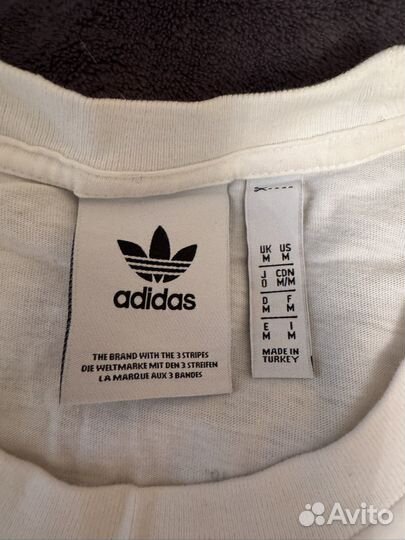 adidas
THE BRAND WITH THE 3 STRIPES
DIE WELTMARKE MIT DEN 3 STREIFEN
LA MARQUE AUX 3 BANDES
UK US
M M
J CDN
O M/M
D F
M M
E I
M M
MADE IN
TURKEY
Avito